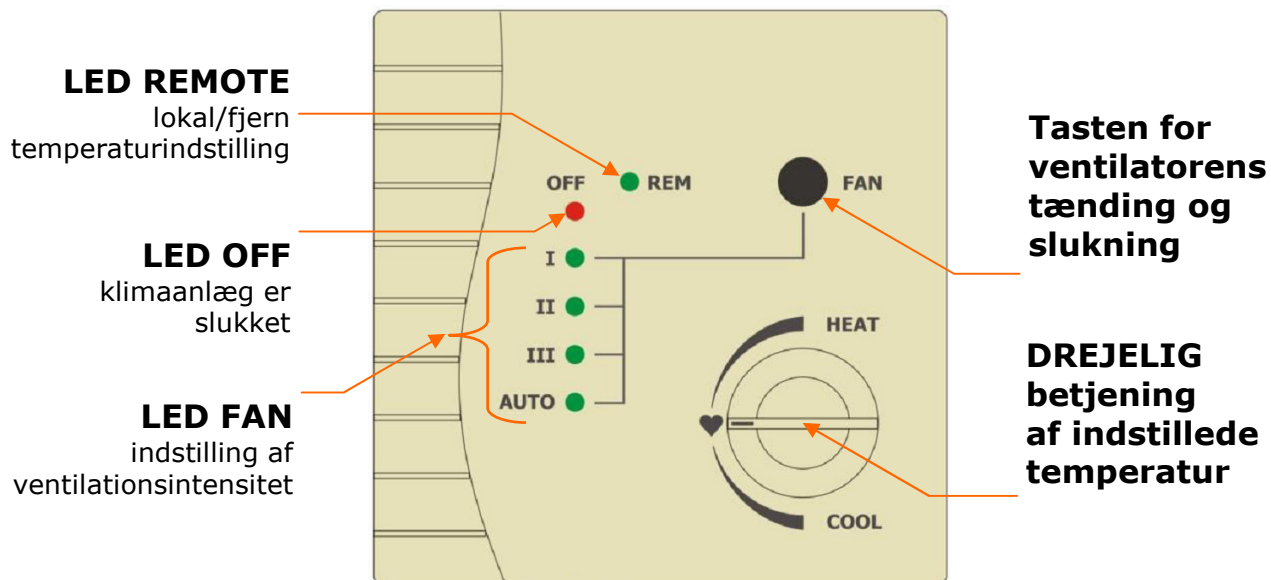 LED REMOTE
lokal/fjern
temperaturindstilling
LED OFF
klimaanlæg er
slukket
LED FAN
indstilling af
ventilationsintensitet
OFF
REM
FAN
I
II
III
AUTO
HEAT
COOL
Tasten for
ventilatorens
tænding og
slukning
DREJELIG
betjening
af indstillede
temperatur